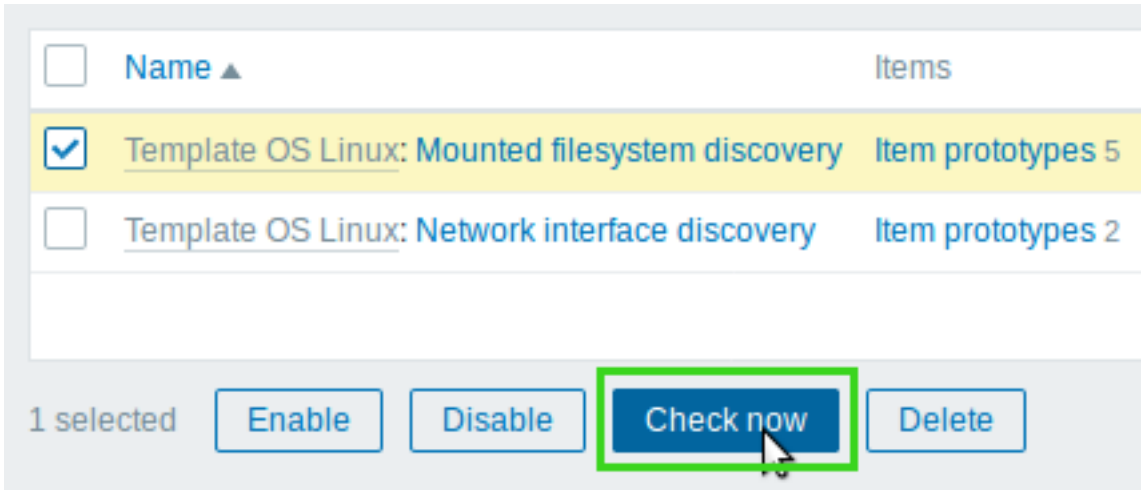 Name ▲ Items
Template OS Linux: Mounted filesystem discovery Item prototypes 5
Template OS Linux: Network interface discovery Item prototypes 2
1 selected Enable Disable Check now Delete